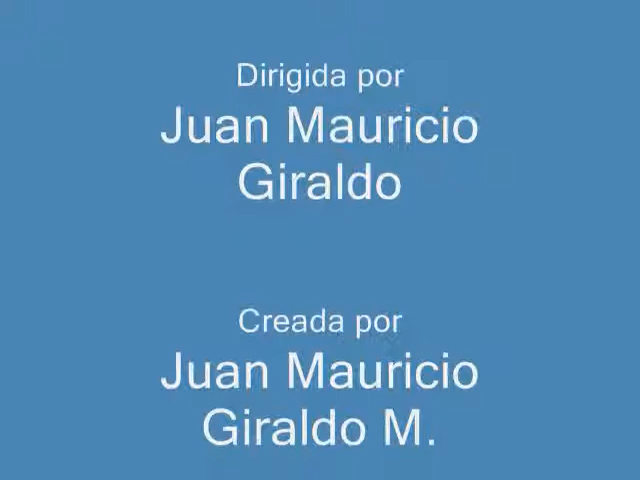 Dirigida por
Juan Mauricio
Giraldo
Creada por
Juan Mauricio
Giraldo M.